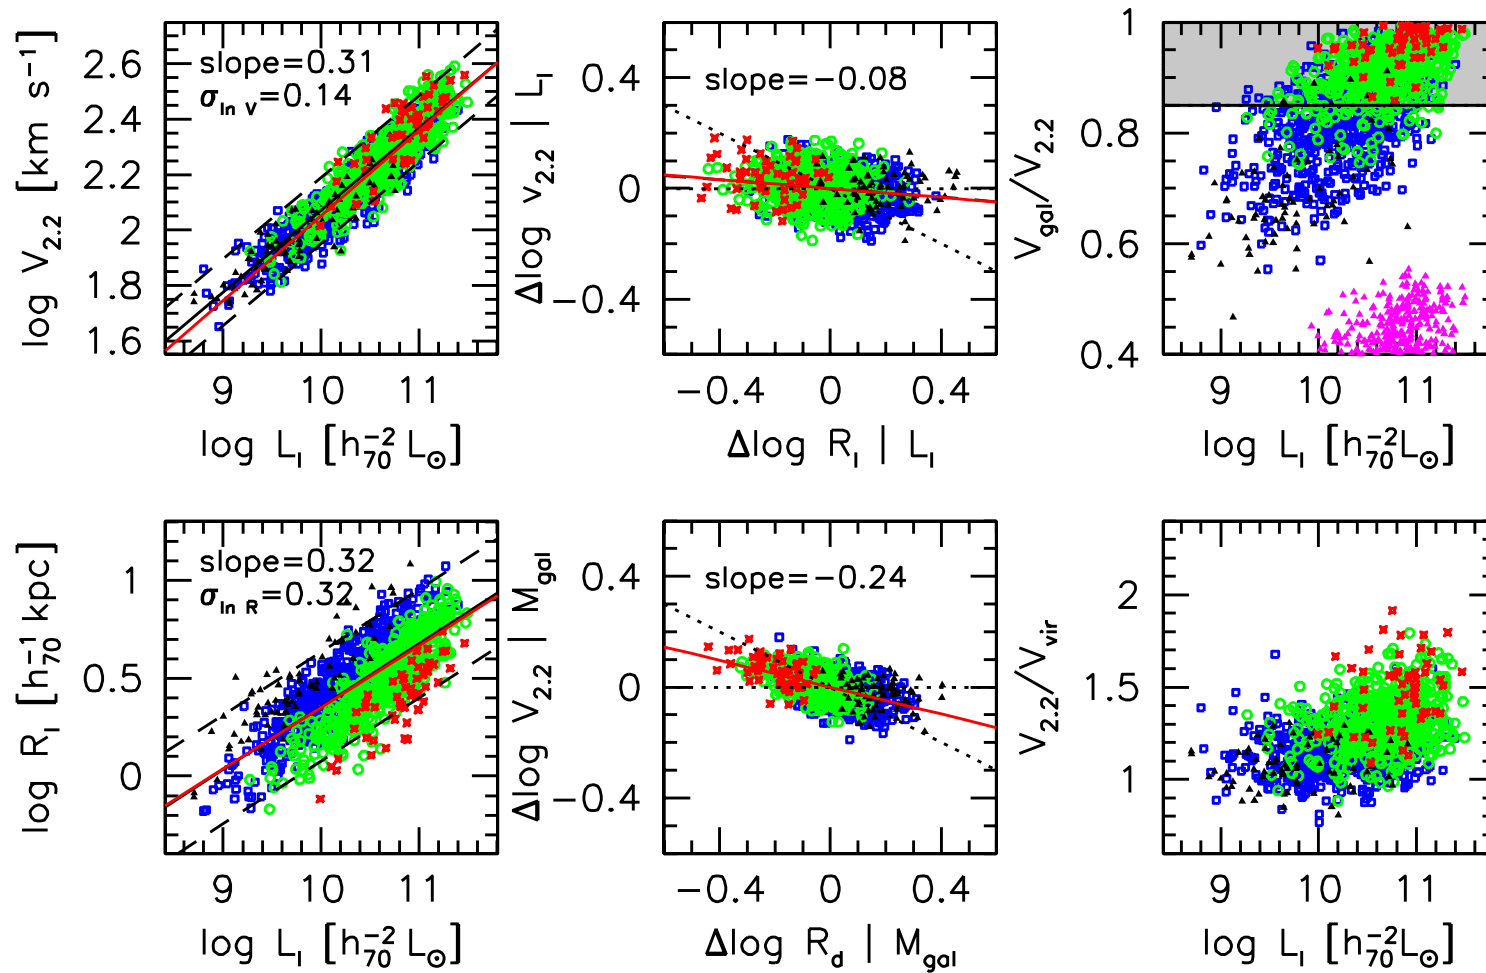 slope=0.31
σ_ln V=0.14
2.6
2.4
2.2
2
1.8
1.6
9 10 11
log V_2.2 [km s^-1]
log L_I [h_70^-2 L_⊙]
slope=-0.08
0.4
0
-0.4
-0.4 0 0.4
Δlog v_2.2 | L_I
Δlog R_I | L_I
1
0.8
0.6
0.4
9 10 11
V_gal/V_2.2
log L_I [h_70^-2 L_⊙]
slope=0.32
σ_ln R=0.32
1
0.5
0
9 10 11
log R_I [h_70^-1 kpc]
log L_I [h_70^-2 L_⊙]
slope=-0.24
0.4
0
-0.4
-0.4 0 0.4
Δlog V_2.2 | M_gal
Δlog R_d | M_gal
2
1.5
1
9 10 11
V_2.2/V_vir
log L_I [h_70^-2 L_⊙]